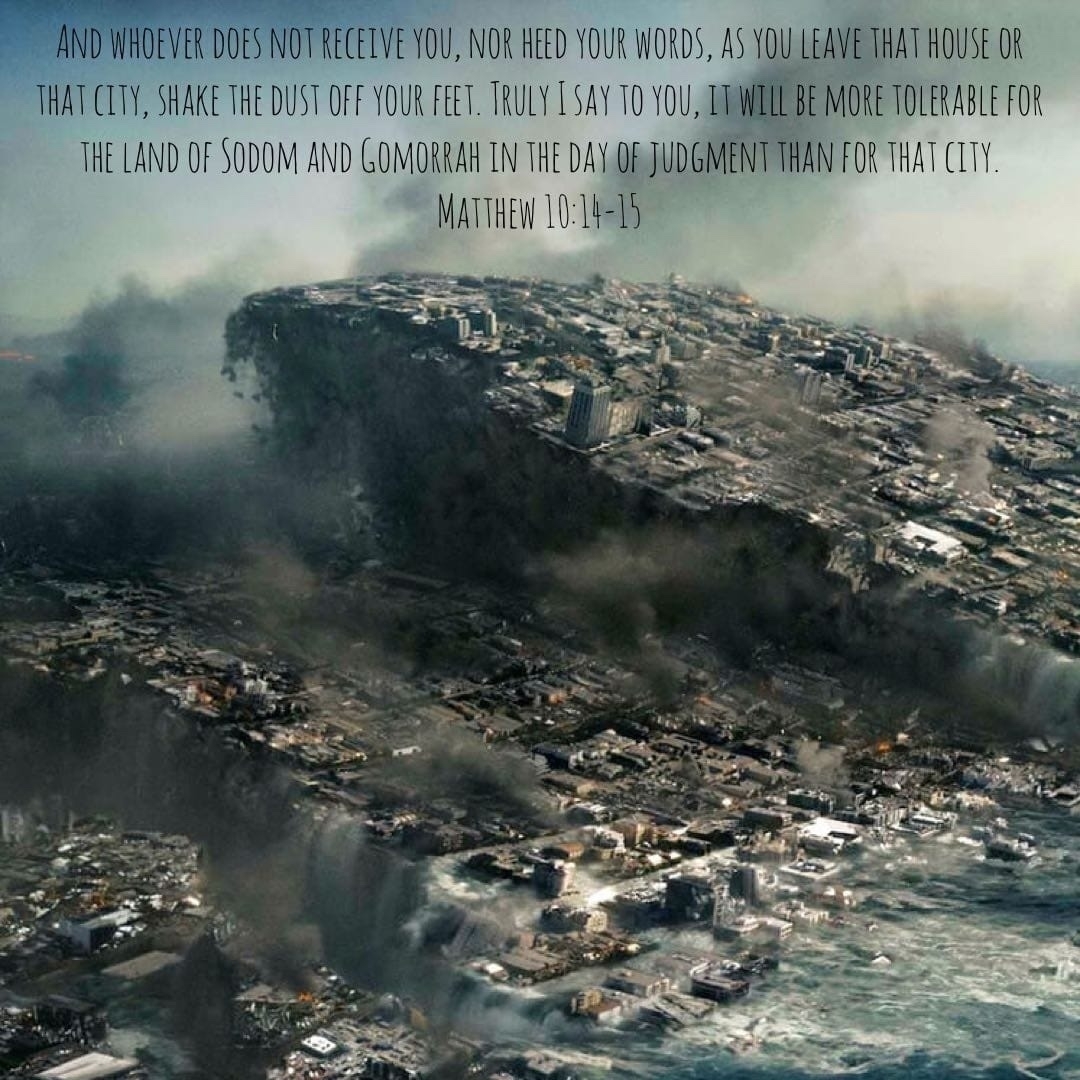 And whoever does not receive you, nor heed your words, as you leave that house or
that city, shake the dust off your feet. Truly I say to you, it will be more tolerable for
the land of Sodom and Gomorrah in the day of judgment than for that city.
Matthew 10:14-15